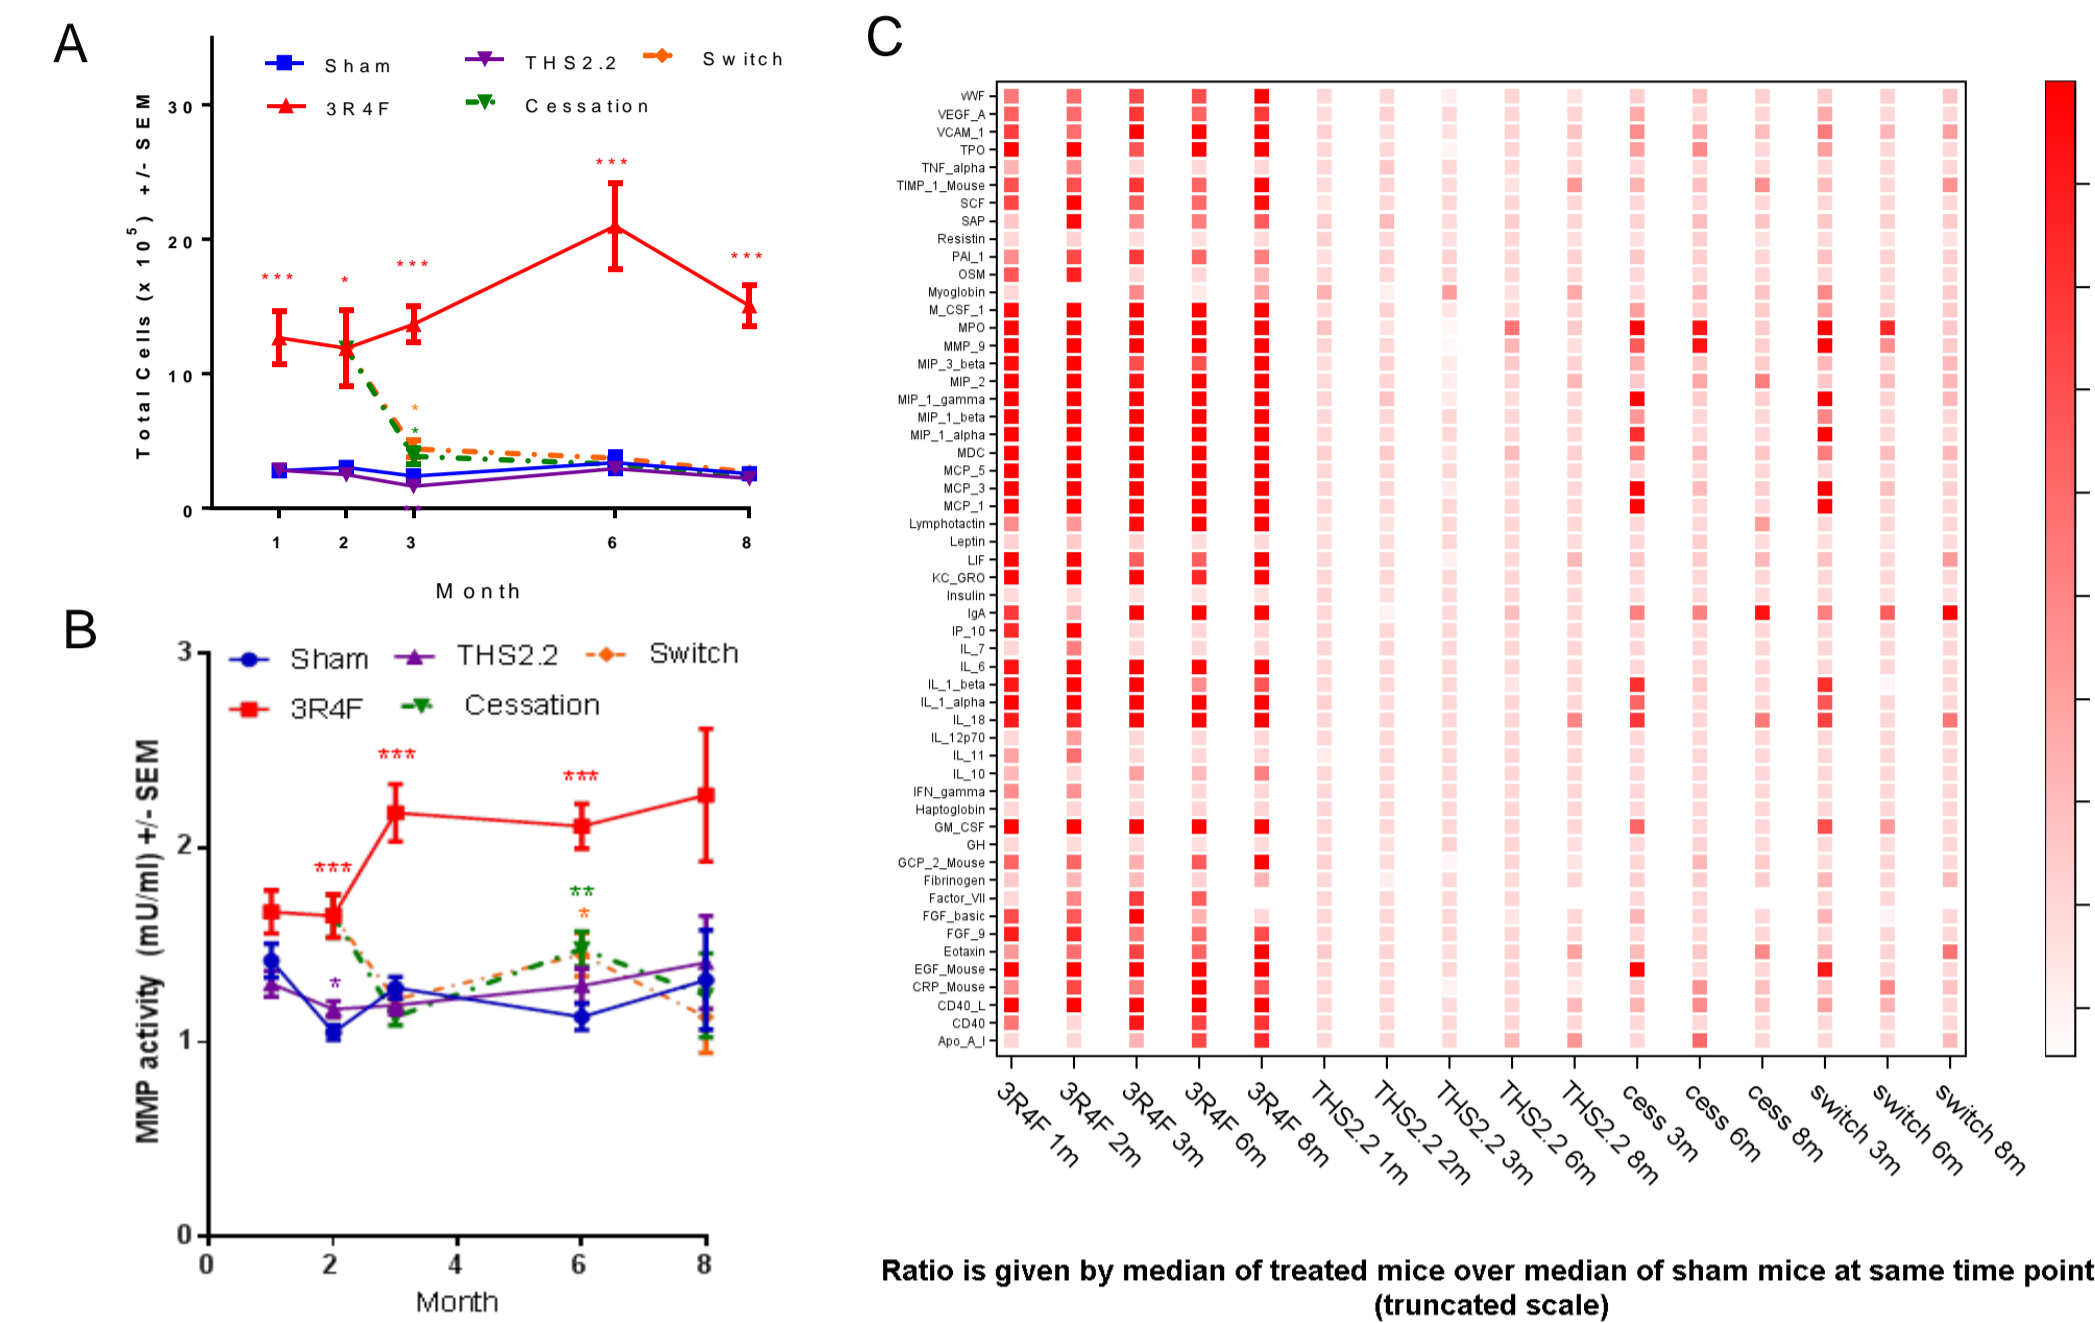 A
Sham
THS2.2
Switch
3R4F
Cessation
Total Cells (x 10^5) +/- SEM
30
20
10
0
***
*
***
***
***
*
*
**
1 2 3 6 8
Month
B
Sham
THS2.2
Switch
3R4F
Cessation
MMP activity (mU/ml) +/- SEM
3
2
1
0
***
***
***
**
*
*
0 2 4 6 8
Month
C
vWF
VEGF_A
VCAM_1
TPO
TNF_alpha
TIMP_1_Mouse
SCF
SAP
Resistin
PAI_1
OSM
Myoglobin
M_CSF_1
MPO
MMP_9
MIP_3_beta
MIP_2
MIP_1_gamma
MIP_1_beta
MIP_1_alpha
MDC
MCP_5
MCP_3
MCP_1
Lymphotactin
Leptin
LIF
KC_GRO
Insulin
IgA
IP_10
IL_7
IL_6
IL_1_beta
IL_1_alpha
IL_18
IL_12p70
IL_11
IL_10
IFN_gamma
Haptoglobin
GM_CSF
GH
GCP_2_Mouse
Fibrinogen
Factor_VII
FGF_basic
FGF_9
Eotaxin
EGF_Mouse
CRP_Mouse
CD40_L
CD40
Apo_A_I
3R4F 1m
3R4F 2m
3R4F 3m
3R4F 6m
3R4F 8m
THS2.2 1m
THS2.2 2m
THS2.2 3m
THS2.2 6m
THS2.2 8m
cess 3m
cess 6m
cess 8m
switch 3m
switch 6m
switch 8m
Ratio is given by median of treated mice over median of sham mice at same time point
(truncated scale)